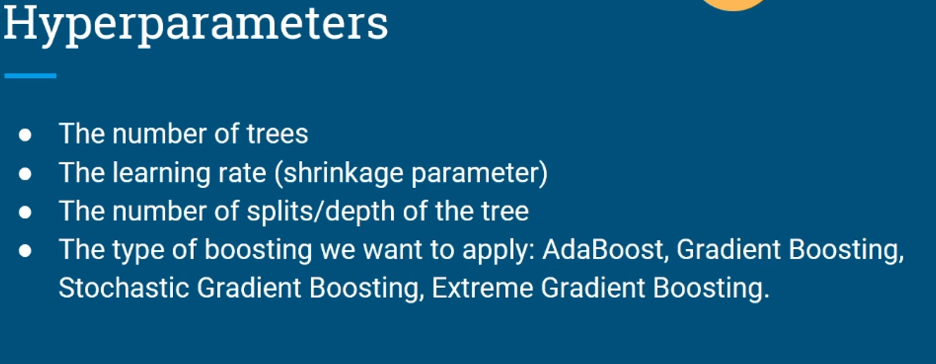 Hyperparameters
● The number of trees
● The learning rate (shrinkage parameter)
● The number of splits/depth of the tree
● The type of boosting we want to apply: AdaBoost, Gradient Boosting,
Stochastic Gradient Boosting, Extreme Gradient Boosting.